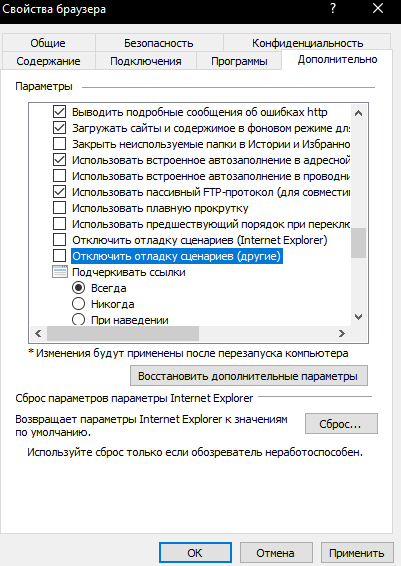 Свойства браузера
Общие Безопасность Конфиденциальность
Содержание Подключения Программы Дополнительно
Параметры
Выводить подробные сообщения об ошибках http
Загружать сайты и содержимое в фоновом режиме для
Закрыть неиспользуемые папки в Истории и Избранно
Использовать встроенное автозаполнение в адресной
Использовать встроенное автозаполнение в проводни
Использовать пассивный FTP-протокол (для совместим
Использовать плавную прокрутку
Использовать предшествующий порядок при переклю
Отключить отладку сценариев (Internet Explorer)
Отключить отладку сценариев (другие)
Подчеркивать ссылки
Всегда
Никогда
При наведении
*Изменения будут применены после перезапуска компьютера
Восстановить дополнительные параметры
Сброс параметров параметры Internet Explorer
Возвращает параметры Internet Explorer к значениям
по умолчанию.
Сброс...
Используйте сброс только если обозреватель неработоспособен.
ОК Отмена Применить